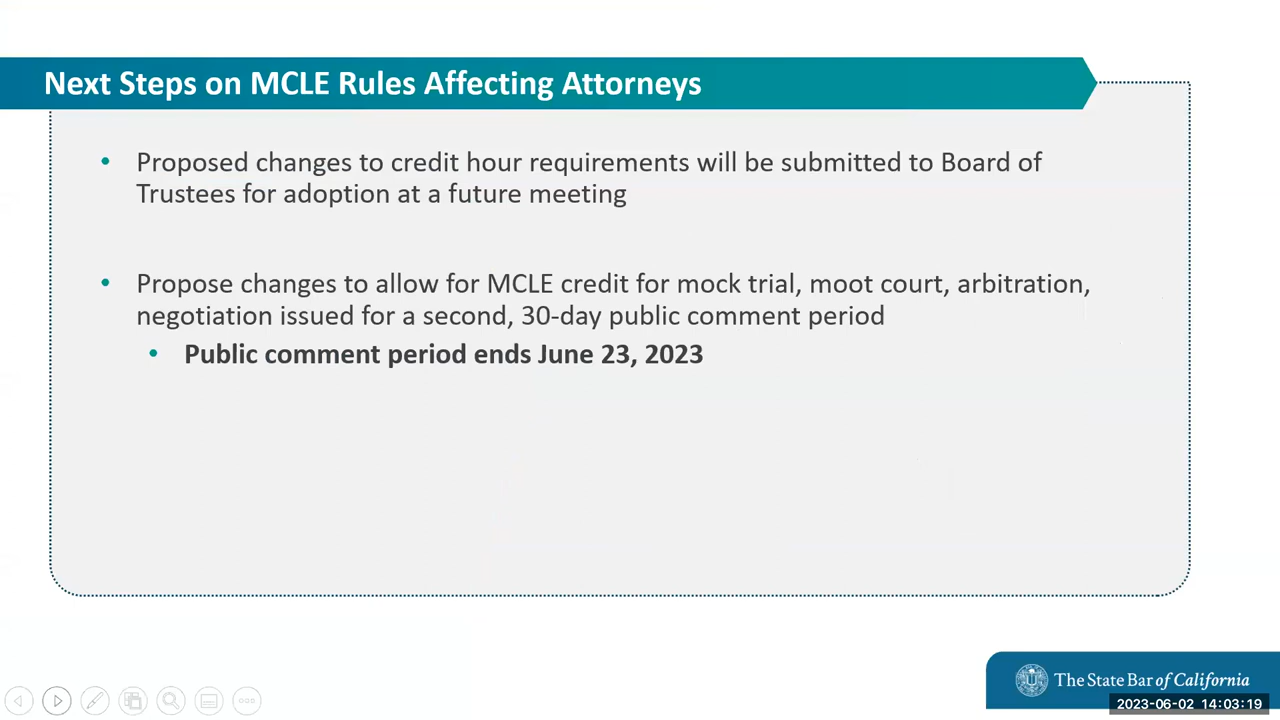 Next Steps on MCLE Rules Affecting Attorneys
• Proposed changes to credit hour requirements will be submitted to Board of
Trustees for adoption at a future meeting
• Propose changes to allow for MCLE credit for mock trial, moot court, arbitration,
negotiation issued for a second, 30-day public comment period
• Public comment period ends June 23, 2023
The State Bar of California
2023-06-02 14:03:19